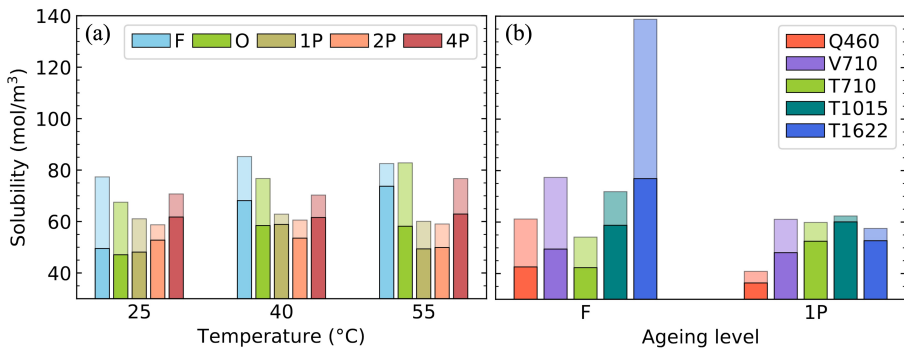 Solubility (mol/m³)
140
120
100
80
60
40
(a)
F
O
1P
2P
4P
25
40
55
Temperature (°C)
(b)
Q460
V710
T710
T1015
T1622
F
1P
Ageing level